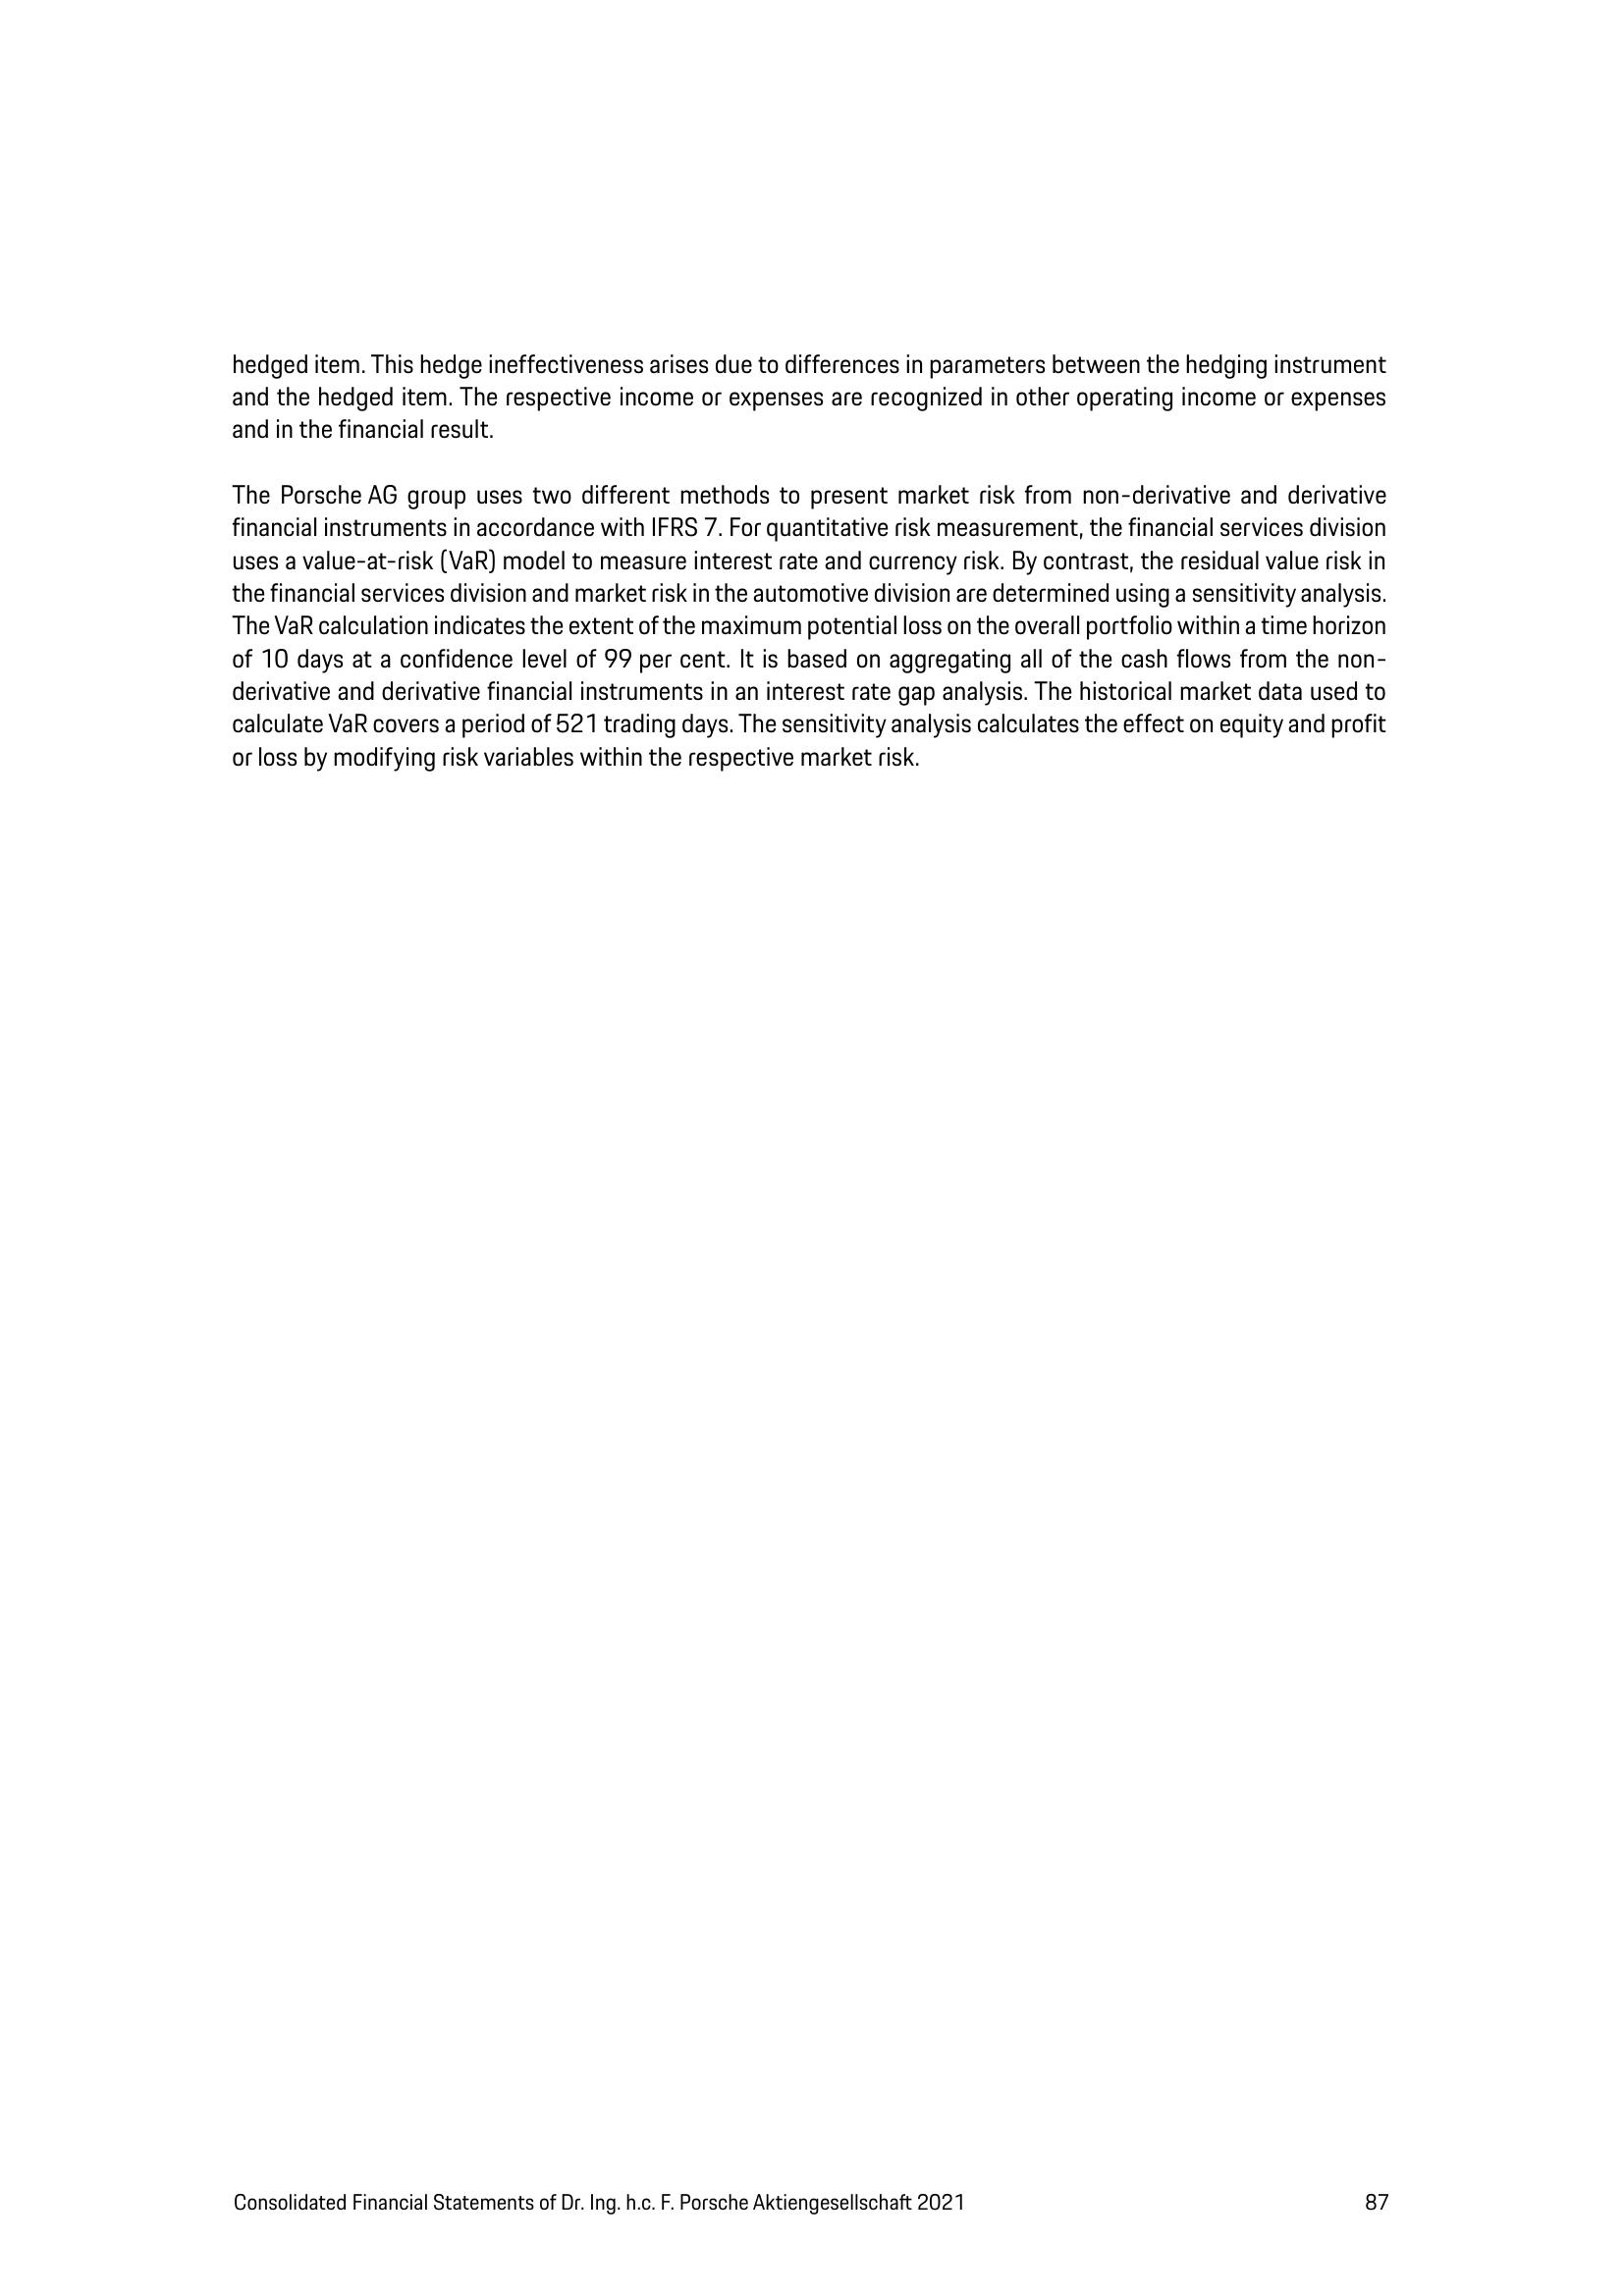 hedged item. This hedge ineffectiveness arises due to differences in parameters between the hedging instrument
and the hedged item. The respective income or expenses are recognized in other operating income or expenses
and in the financial result.
The Porsche AG group uses two different methods to present market risk from non-derivative and derivative
financial instruments in accordance with IFRS 7. For quantitative risk measurement, the financial services division
uses a value-at-risk (VaR) model to measure interest rate and currency risk. By contrast, the residual value risk in
the financial services division and market risk in the automotive division are determined using a sensitivity analysis.
The VaR calculation indicates the extent of the maximum potential loss on the overall portfolio within a time horizon
of 10 days at a confidence level of 99 per cent. It is based on aggregating all of the cash flows from the non-
derivative and derivative financial instruments in an interest rate gap analysis. The historical market data used to
calculate VaR covers a period of 521 trading days. The sensitivity analysis calculates the effect on equity and profit
or loss by modifying risk variables within the respective market risk.
Consolidated Financial Statements of Dr. Ing. h.c. F. Porsche Aktiengesellschaft 2021 87